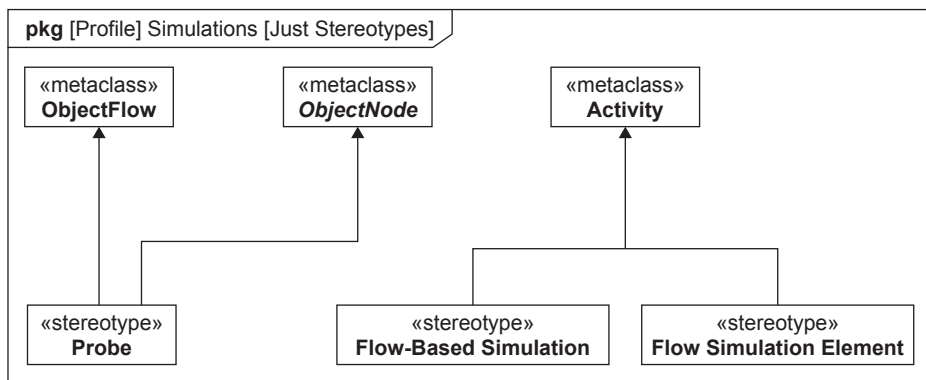 pkg [Profile] Simulations [Just Stereotypes]
«metaclass»
ObjectFlow
«metaclass»
ObjectNode
«metaclass»
Activity
«stereotype»
Probe
«stereotype»
Flow-Based Simulation
«stereotype»
Flow Simulation Element